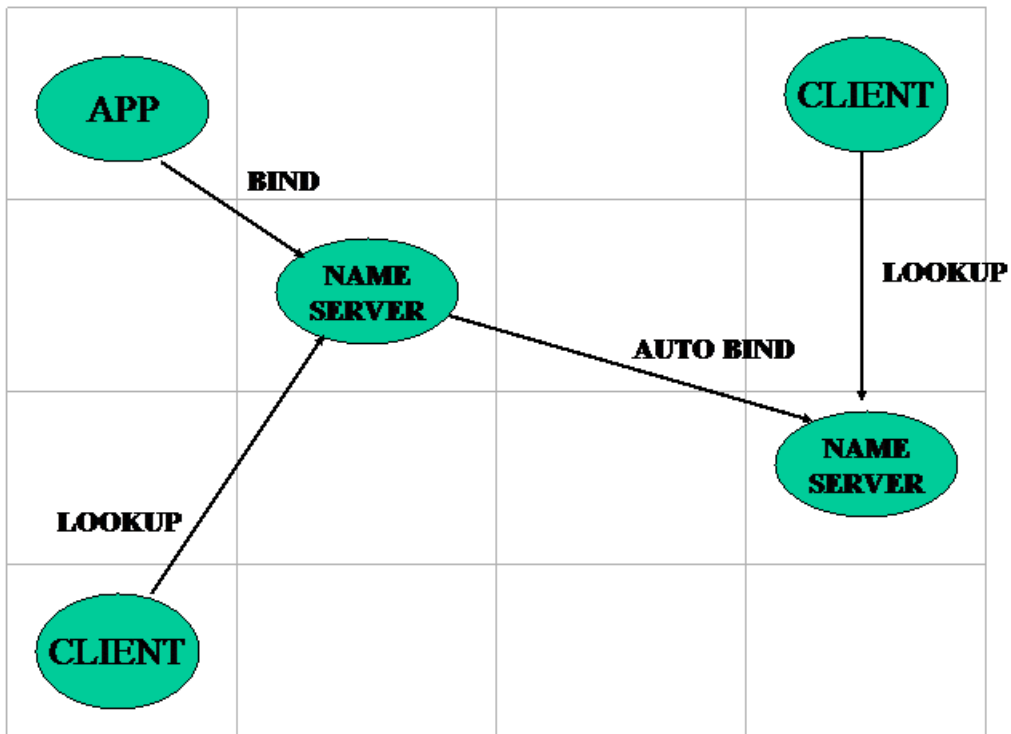 APP
CLIENT
BIND
NAME
SERVER
LOOKUP
AUTO BIND
NAME
SERVER
LOOKUP
CLIENT